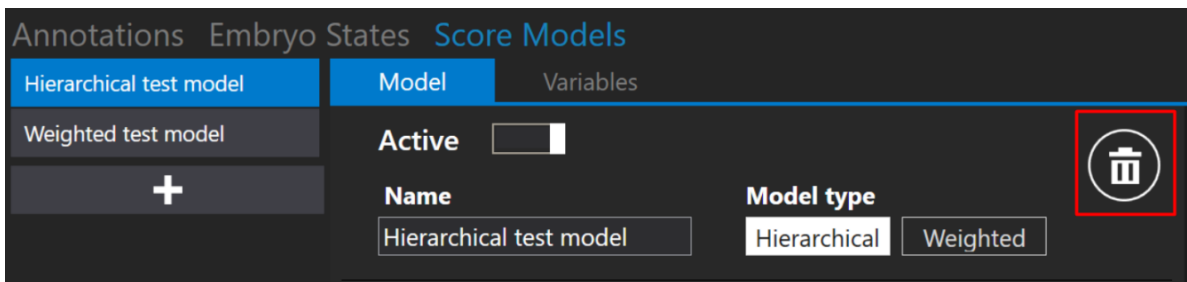 Annotations Embryo States Score Models
Hierarchical test model
Model Variables
Weighted test model
Active
Name
Model type
Hierarchical test model
Hierarchical Weighted